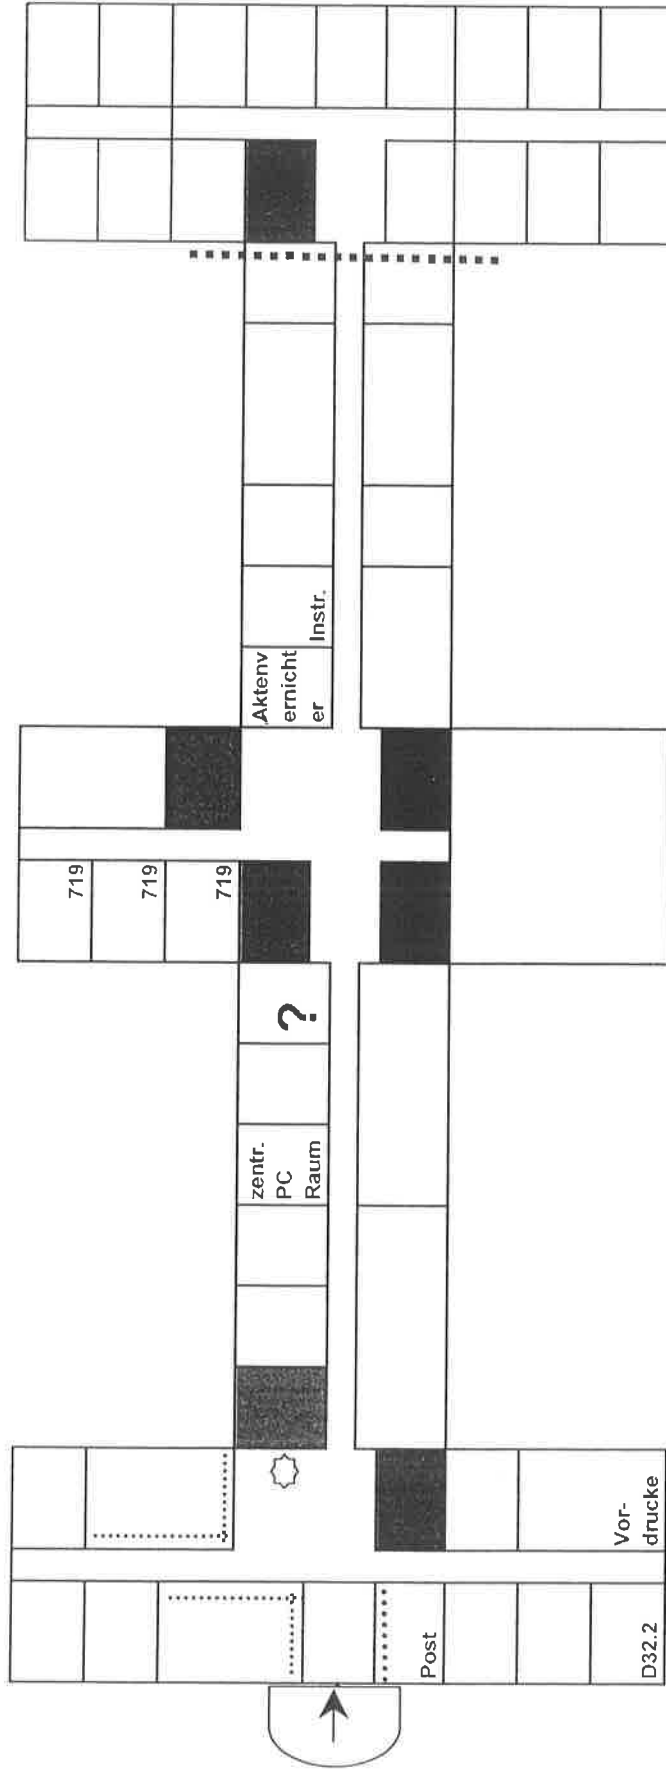 Aktenv
ernicht
er
Instr.
719
719
719
?
zentr.
PC
Raum
Vor-
drucke
Post
D32.2